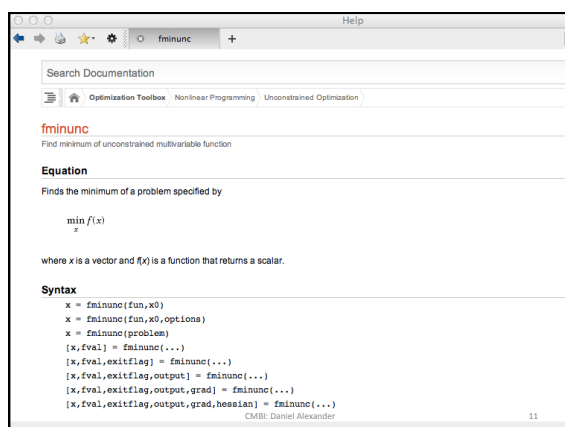 Help
fminunc +
Search Documentation
Optimization Toolbox Nonlinear Programming Unconstrained Optimization
fminunc
Find minimum of unconstrained multivariable function
Equation
Finds the minimum of a problem specified by
min f(x)
x
where x is a vector and f(x) is a function that returns a scalar.
Syntax
x = fminunc(fun,x0)
x = fminunc(fun,x0,options)
x = fminunc(problem)
[x,fval] = fminunc(...)
[x,fval,exitflag] = fminunc(...)
[x,fval,exitflag,output] = fminunc(...)
[x,fval,exitflag,output,grad] = fminunc(...)
[x,fval,exitflag,output,grad,hessian] = fminunc(...)
CMBI: Daniel Alexander 11